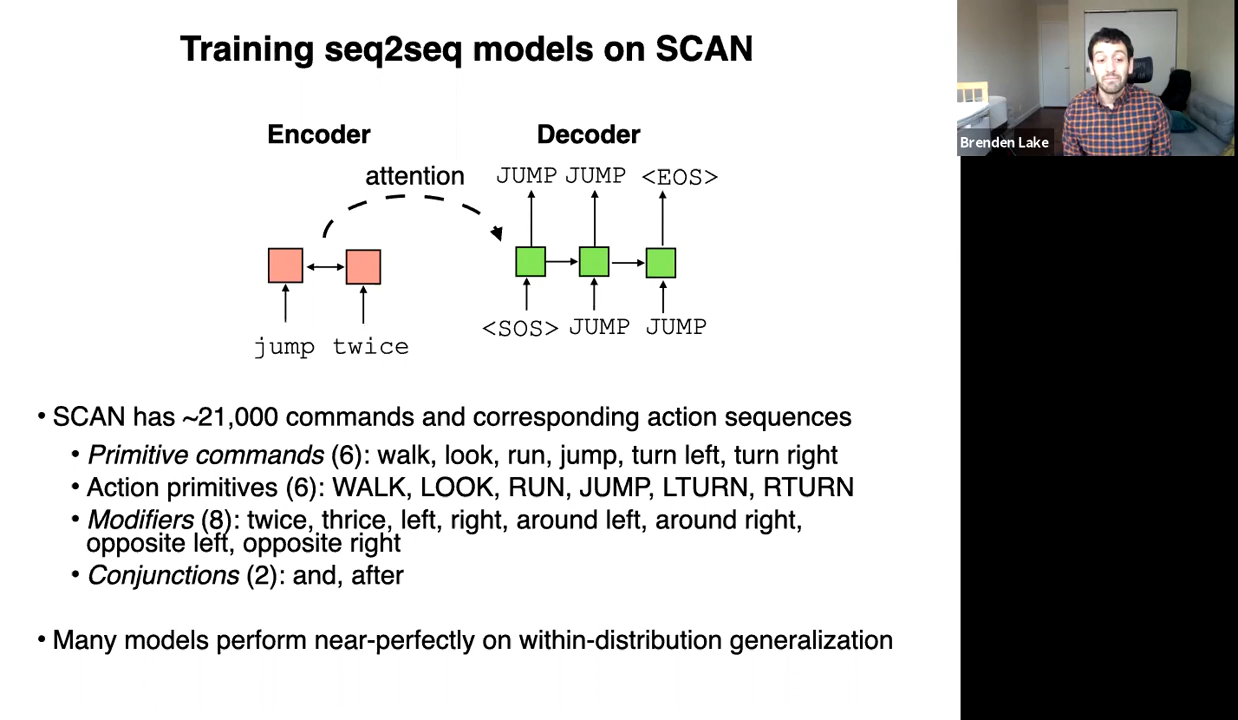 Training seq2seq models on SCAN
Brenden Lake
Encoder
Decoder
attention
JUMP JUMP <EOS>
<SOS> JUMP JUMP
jump twice
• SCAN has ~21,000 commands and corresponding action sequences
• Primitive commands (6): walk, look, run, jump, turn left, turn right
• Action primitives (6): WALK, LOOK, RUN, JUMP, LTURN, RTURN
• Modifiers (8): twice, thrice, left, right, around left, around right,
opposite left, opposite right
• Conjunctions (2): and, after
• Many models perform near-perfectly on within-distribution generalization